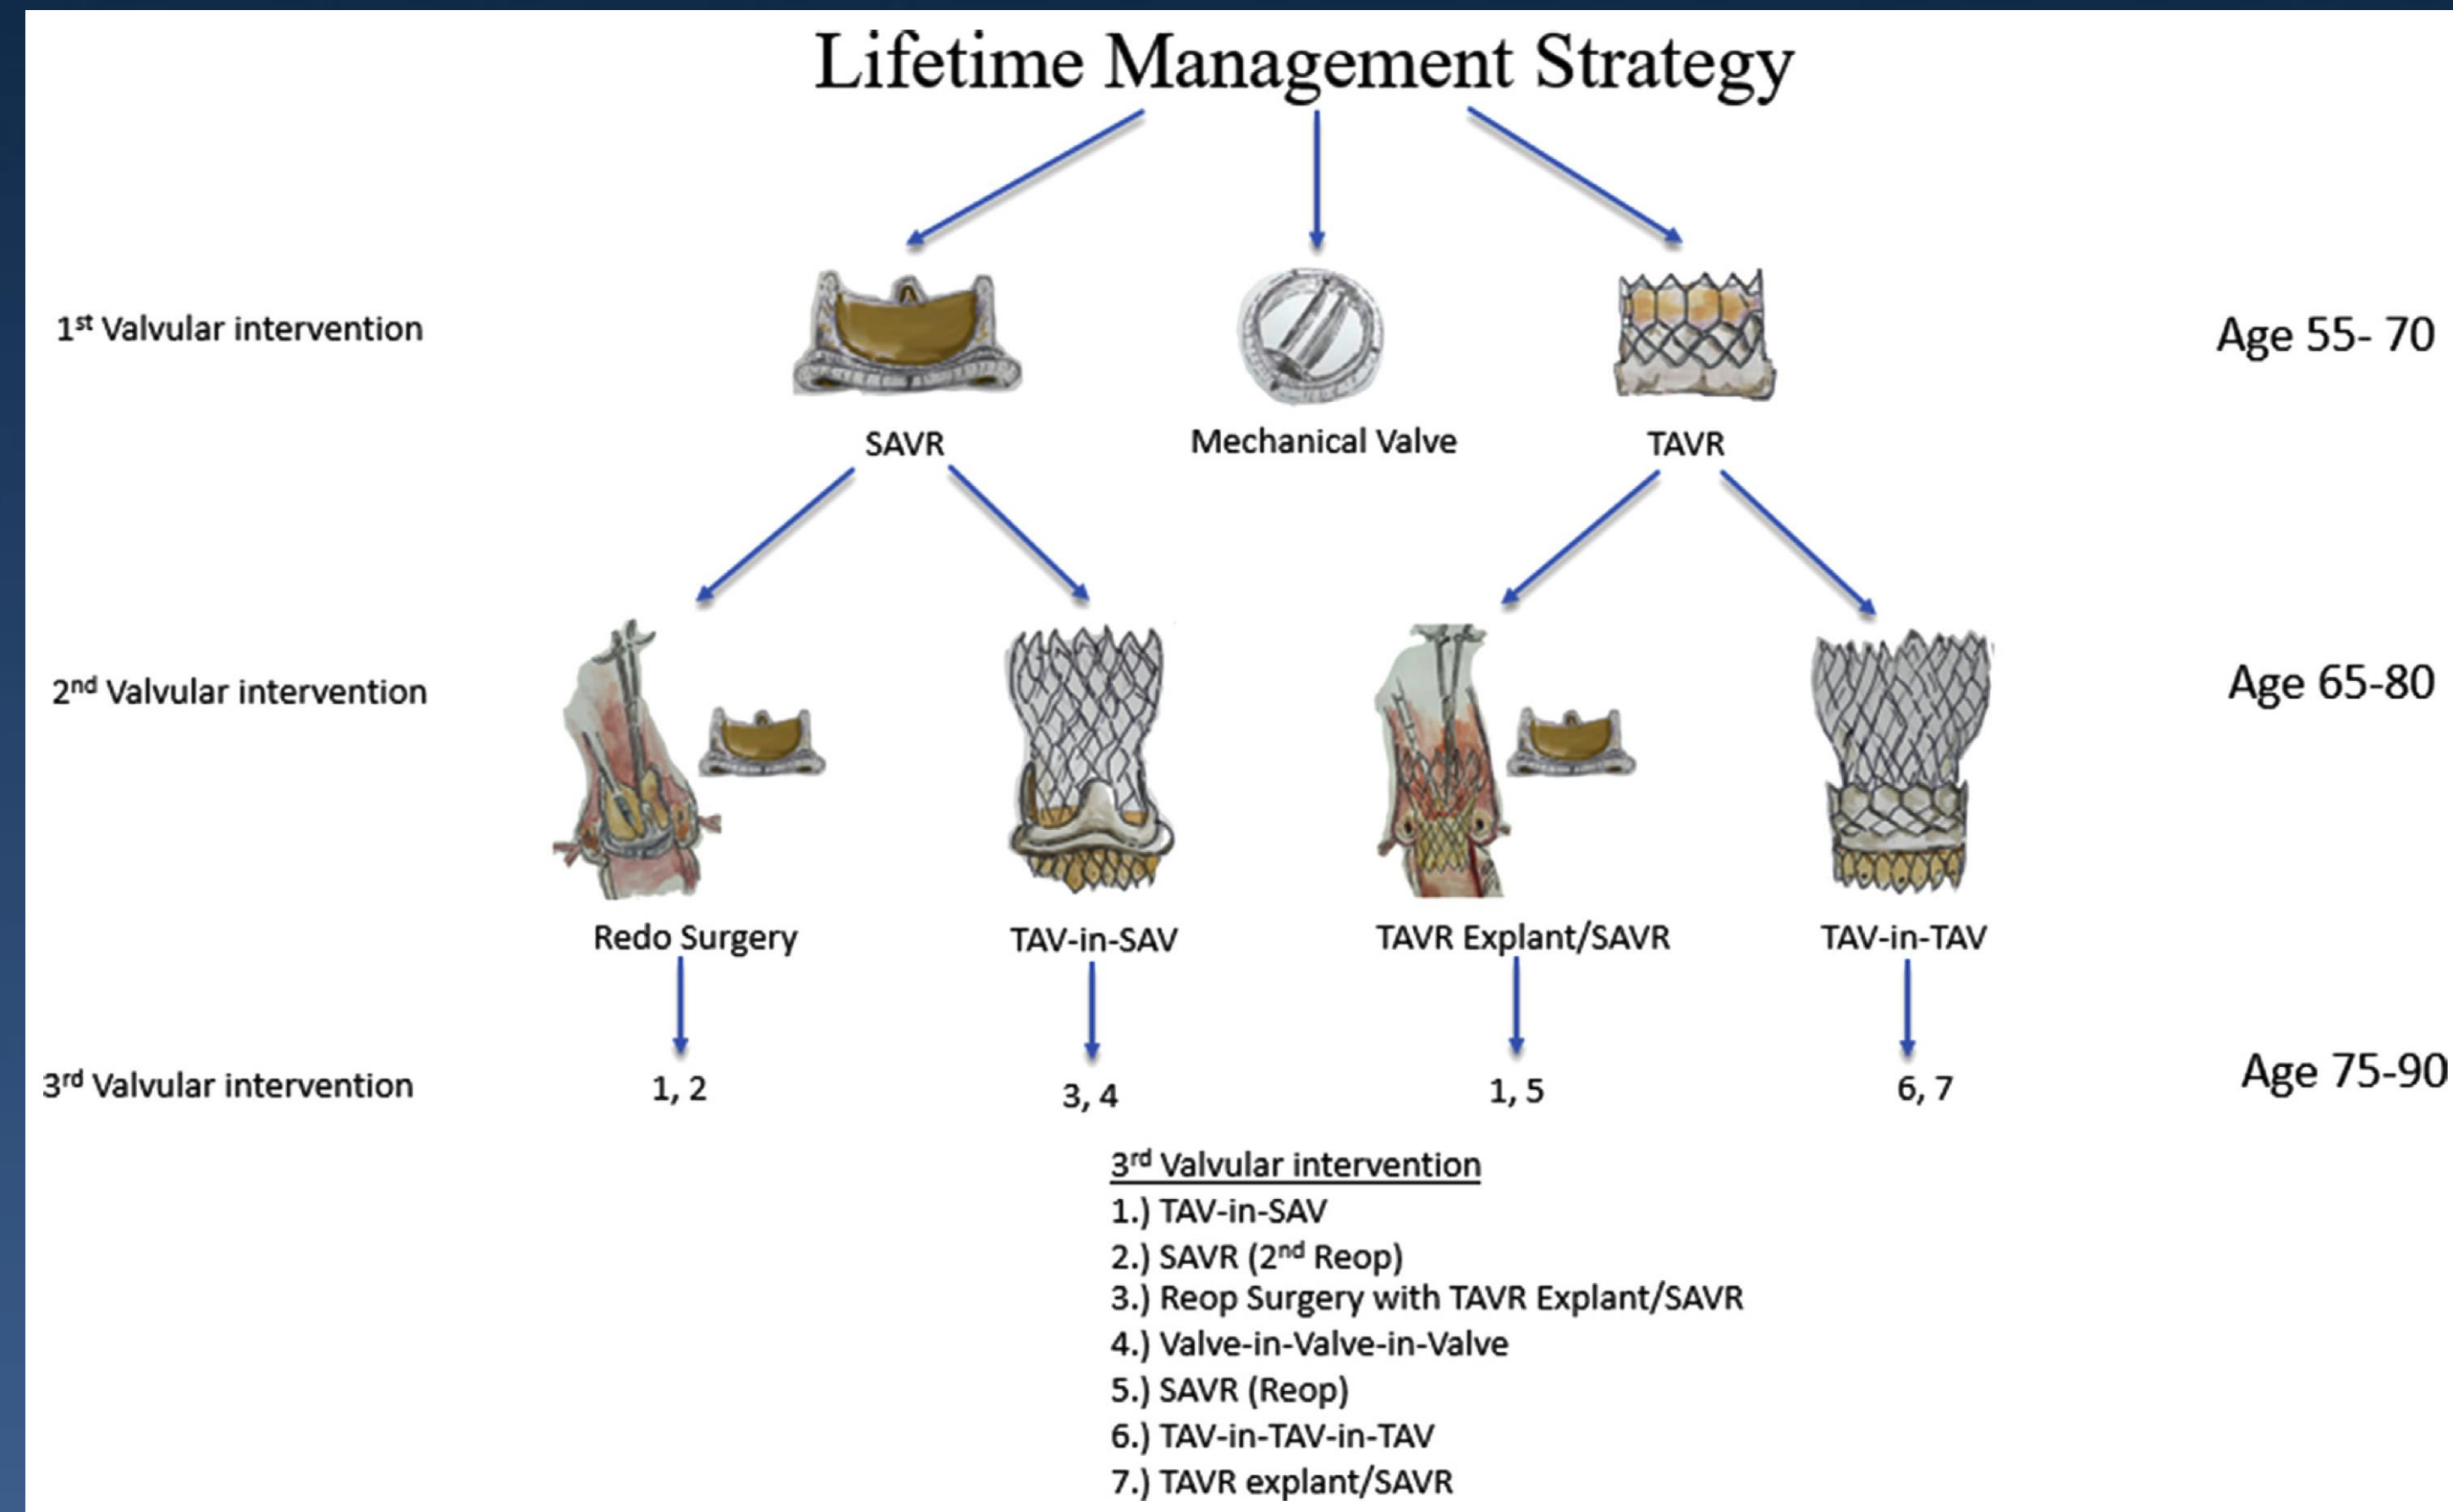 Lifetime Management Strategy
1st Valvular intervention
SAVR
Mechanical Valve
TAVR
Age 55- 70
2nd Valvular intervention
Redo Surgery
TAV-in-SAV
TAVR Explant/SAVR
TAV-in-TAV
Age 65-80
3rd Valvular intervention
1, 2
3, 4
1, 5
6, 7
Age 75-90
3rd Valvular intervention
1.) TAV-in-SAV
2.) SAVR (2nd Reop)
3.) Reop Surgery with TAVR Explant/SAVR
4.) Valve-in-Valve-in-Valve
5.) SAVR (Reop)
6.) TAV-in-TAV-in-TAV
7.) TAVR explant/SAVR